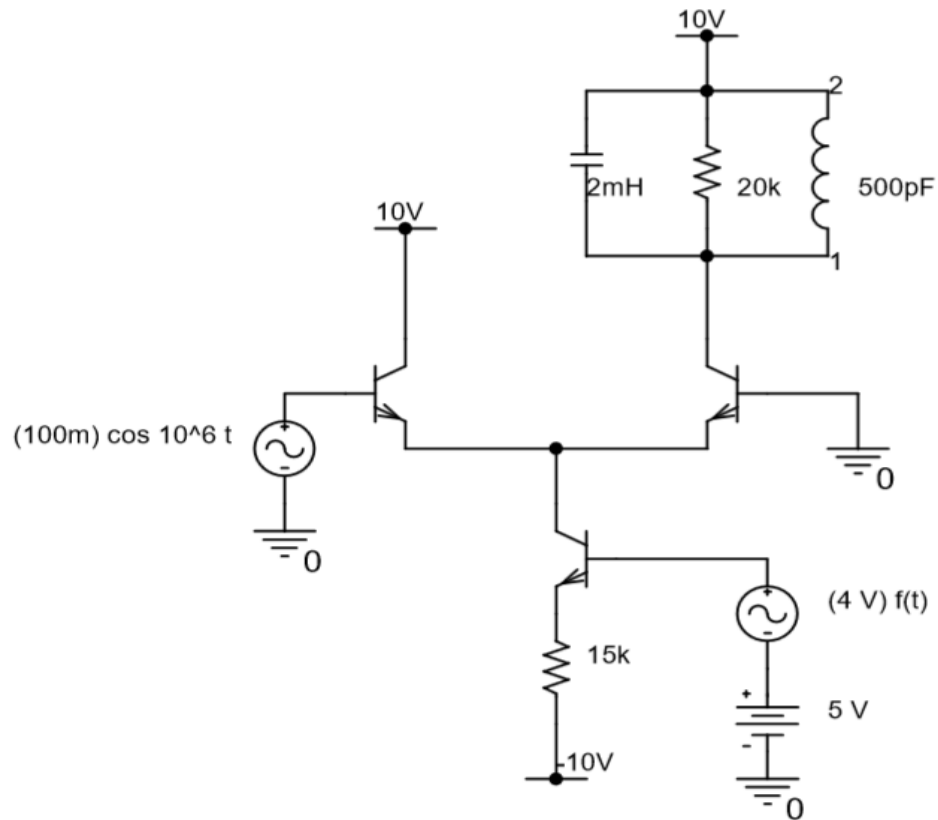 10V
2
2mH
20k
500pF
10V
1
(100m) cos 10^6 t
0
0
(4 V) f(t)
15k
5 V
-10V
0